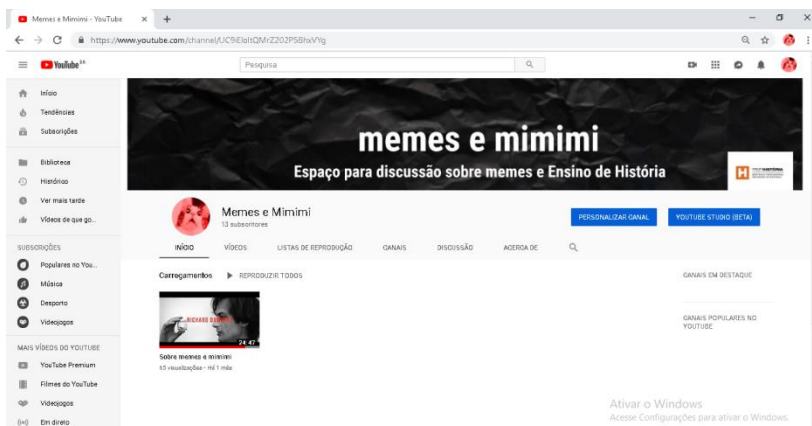 Memes e Mimimi - YouTube
https://www.youtube.com/channel/
YouTube
Pesquisa
Início
Tendências
Subscrições
Biblioteca
Histórico
Ver mais tarde
Vídeos de que go...
SUBSCRIÇÕES
Populares no You...
Música
Desporto
Videojogos
MAIS VÍDEOS DO YOUTUBE
YouTube Premium
Filmes do YouTube
Videojogos
Em direto
memes e mimimi
Espaço para discussão sobre memes e Ensino de História
Memes e Mimimi
13 subscritores
PERSONALIZAR CANAL
YOUTUBE STUDIO (BETA)
INÍCIO VÍDEOS LISTAS DE REPRODUÇÃO CANAIS DISCUSSÃO ACERCA DE
Carregamentos REPRODUZIR TODOS
RICHARD
24:47
Sobre memes e mimimi
visualizações • Há 1 mês
CANAIS EM DESTAQUE
CANAIS POPULARES NO
YOUTUBE
Ativar o Windows
Acesse Configurações para ativar o Windows.